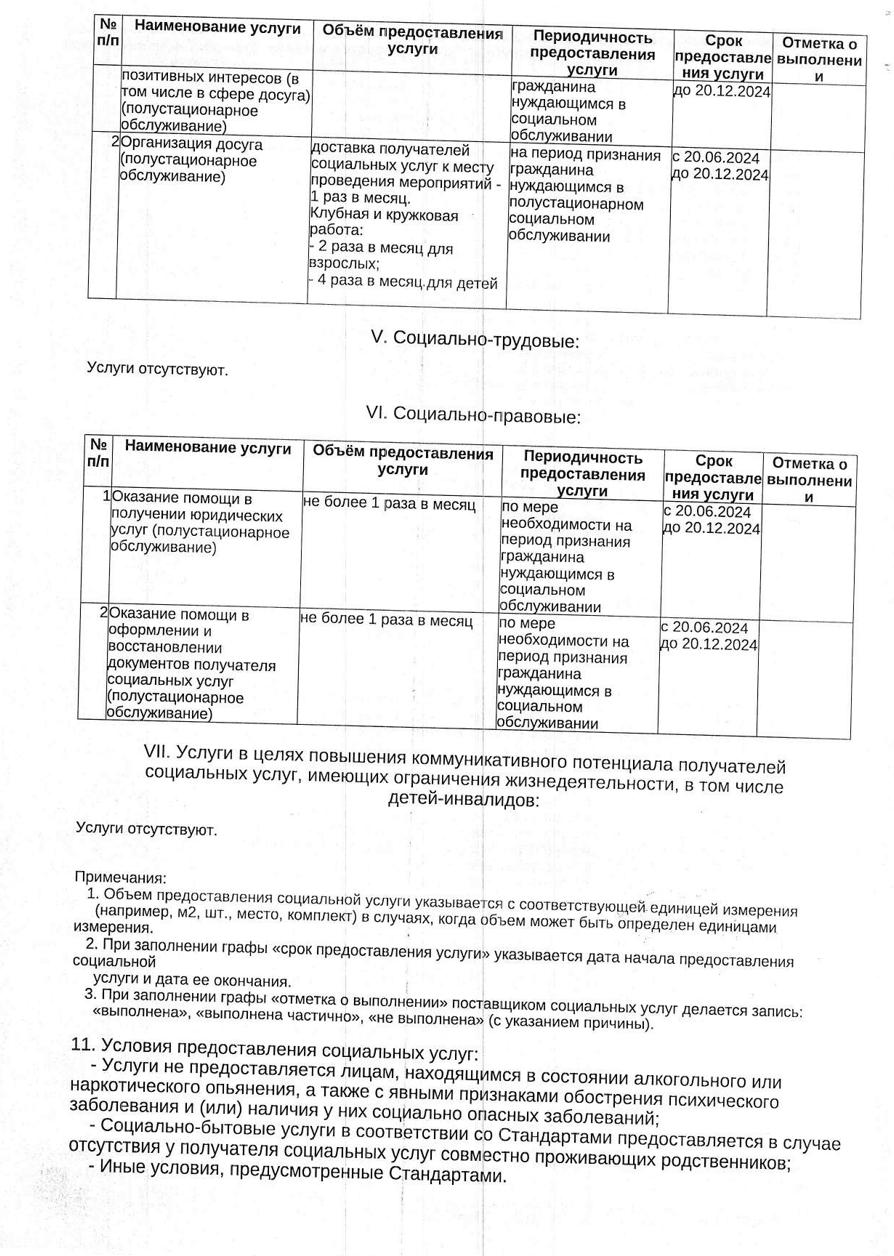 № п/п Наименование услуги Объём предоставления услуги Периодичность предоставления услуги Срок предоставле ния услуги Отметка о выполнени и
позитивных интересов (в
том числе в сфере досуга)
(полустационарное
обслуживание)
гражданина
нуждающимся в
социальном
обслуживании
до 20.12.2024
2
Организация досуга
(полустационарное
обслуживание)
доставка получателей
социальных услуг к месту
проведения мероприятий -
1 раз в месяц.
Клубная и кружковая
работа:
- 2 раза в месяц для
взрослых;
- 4 раза в месяц для детей
на период признания
гражданина
нуждающимся в
полустационарном
социальном
обслуживании
с 20.06.2024
до 20.12.2024
V. Социально-трудовые:
Услуги отсутствуют.
VI. Социально-правовые:
№ п/п Наименование услуги Объём предоставления услуги Периодичность предоставления услуги Срок предоставле ния услуги Отметка о выполнени и
1
Оказание помощи в
получении юридических
услуг (полустационарное
обслуживание)
не более 1 раза в месяц
по мере
необходимости на
период признания
гражданина
нуждающимся в
социальном
обслуживании
с 20.06.2024
до 20.12.2024
2
Оказание помощи в
оформлении и
восстановлении
документов получателя
социальных услуг
(полустационарное
обслуживание)
не более 1 раза в месяц
по мере
необходимости на
период признания
гражданина
нуждающимся в
социальном
обслуживании
с 20.06.2024
до 20.12.2024
VII. Услуги в целях повышения коммуникативного потенциала получателей
социальных услуг, имеющих ограничения жизнедеятельности, в том числе
детей-инвалидов:
Услуги отсутствуют.
Примечания:
1. Объем предоставления социальной услуги указывается с соответствующей единицей измерения
(например, м2, шт., место, комплект) в случаях, когда объем может быть определен единицами
измерения.
2. При заполнении графы «срок предоставления услуги» указывается дата начала предоставления
социальной
услуги и дата ее окончания.
3. При заполнении графы «отметка о выполнении» поставщиком социальных услуг делается запись:
«выполнена», «выполнена частично», «не выполнена» (с указанием причины).
11. Условия предоставления социальных услуг:
- Услуги не предоставляется лицам, находящимся в состоянии алкогольного или
наркотического опьянения, а также с явными признаками обострения психического
заболевания и (или) наличия у них социально опасных заболеваний;
- Социально-бытовые услуги в соответствии со Стандартами предоставляется в случае
отсутствия у получателя социальных услуг совместно проживающих родственников;
- Иные условия, предусмотренные Стандартами.